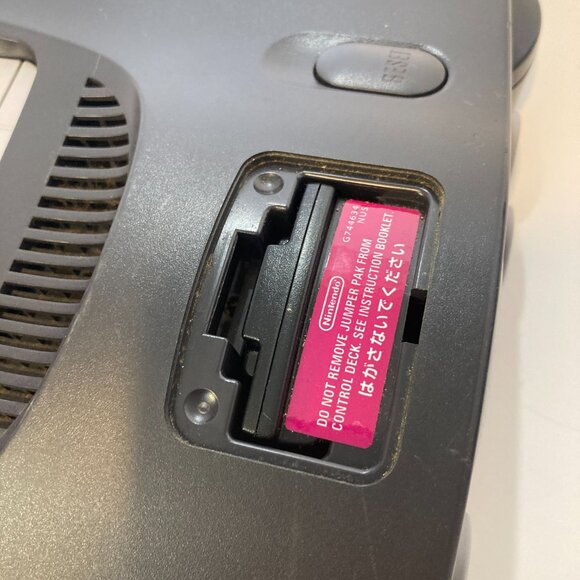 G744634
NUS
Nintendo
DO NOT REMOVE JUMPER PAK FROM
CONTROL DECK. SEE INSTRUCTION BOOKLET
はがさないでください